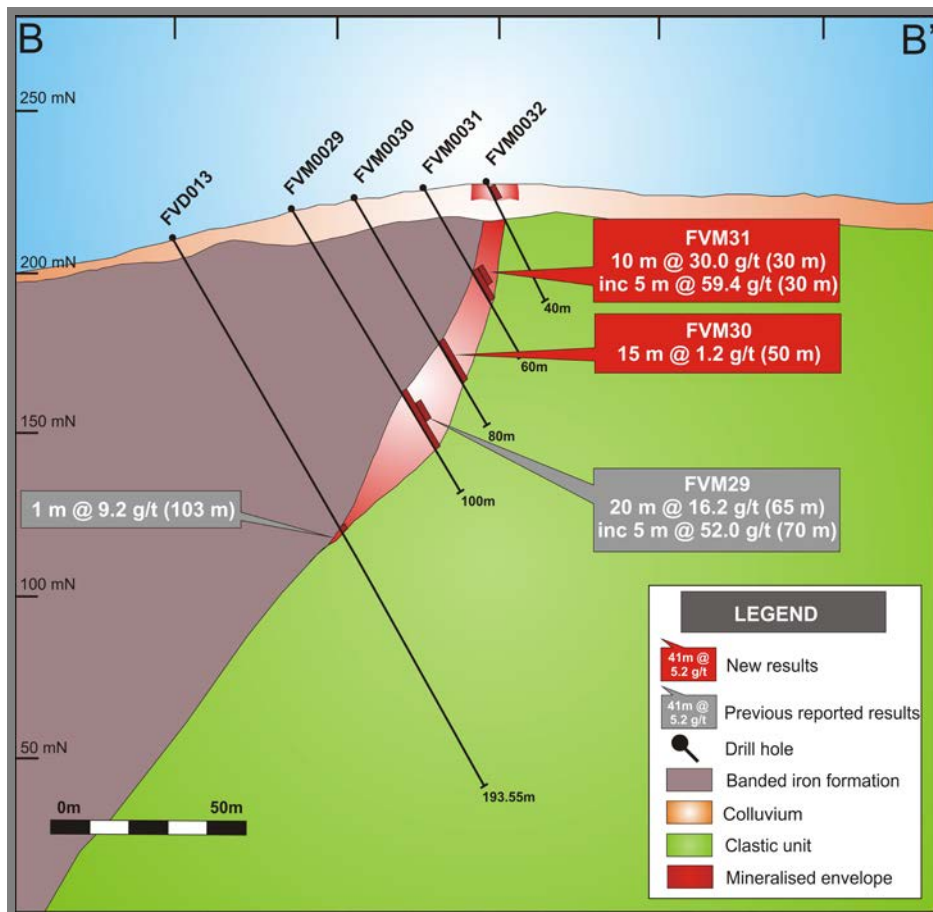 B
B'
250 mN
200 mN
150 mN
100 mN
50 mN
FVD013
FVM0029
FVM0030
FVM0031
FVM0032
40m
60m
80m
100m
193.55m
FVM31
10 m @ 30.0 g/t (30 m)
inc 5 m @ 59.4 g/t (30 m)
FVM30
15 m @ 1.2 g/t (50 m)
FVM29
20 m @ 16.2 g/t (65 m)
inc 5 m @ 52.0 g/t (70 m)
1 m @ 9.2 g/t (103 m)
0m
50m
LEGEND
41m @
5.2 g/t
New results
41m @
5.2 g/t
Previous reported results
Drill hole
Banded iron formation
Colluvium
Clastic unit
Mineralised envelope